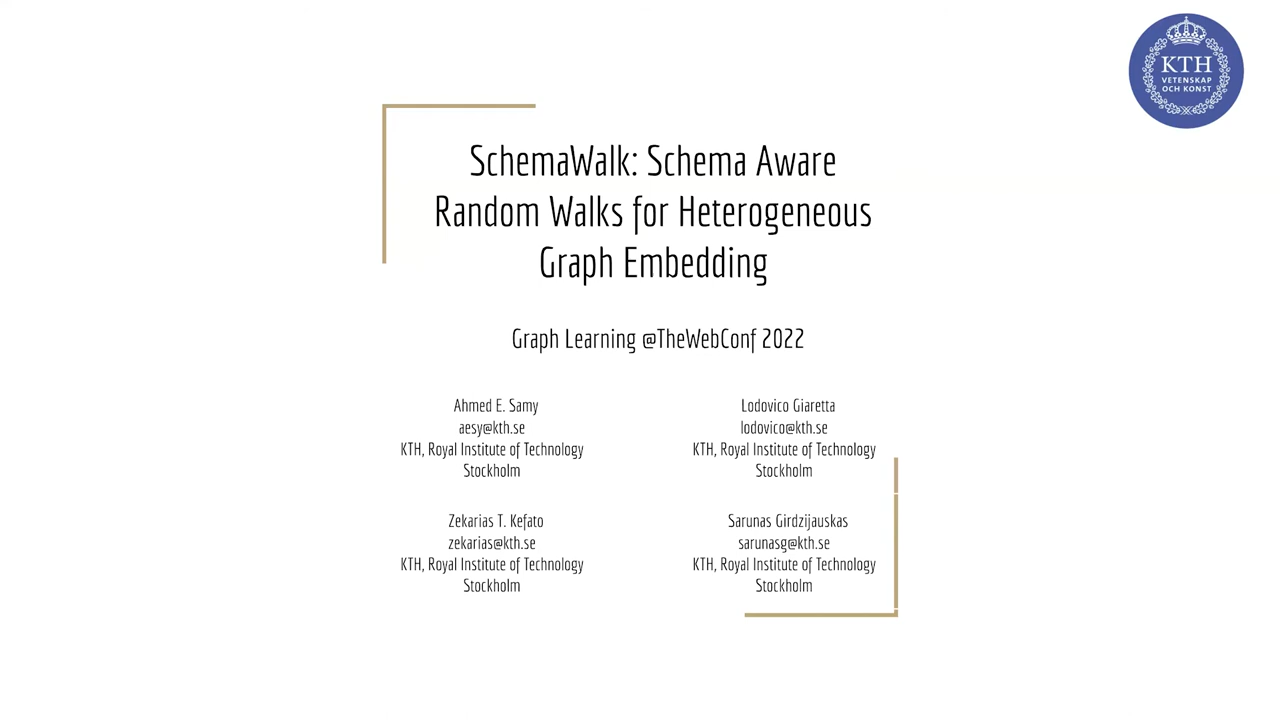 KTH
VETENSKAP
OCH KONST
SchemaWalk: Schema Aware
Random Walks for Heterogeneous
Graph Embedding
Graph Learning @TheWebConf 2022
Ahmed E. Samy
aesy@kth.se
KTH, Royal Institute of Technology
Stockholm
Lodovico Giaretta
lodovico@kth.se
KTH, Royal Institute of Technology
Stockholm
Zekarias T. Kefato
zekarias@kth.se
KTH, Royal Institute of Technology
Stockholm
Sarunas Girdzijauskas
sarunasg@kth.se
KTH, Royal Institute of Technology
Stockholm